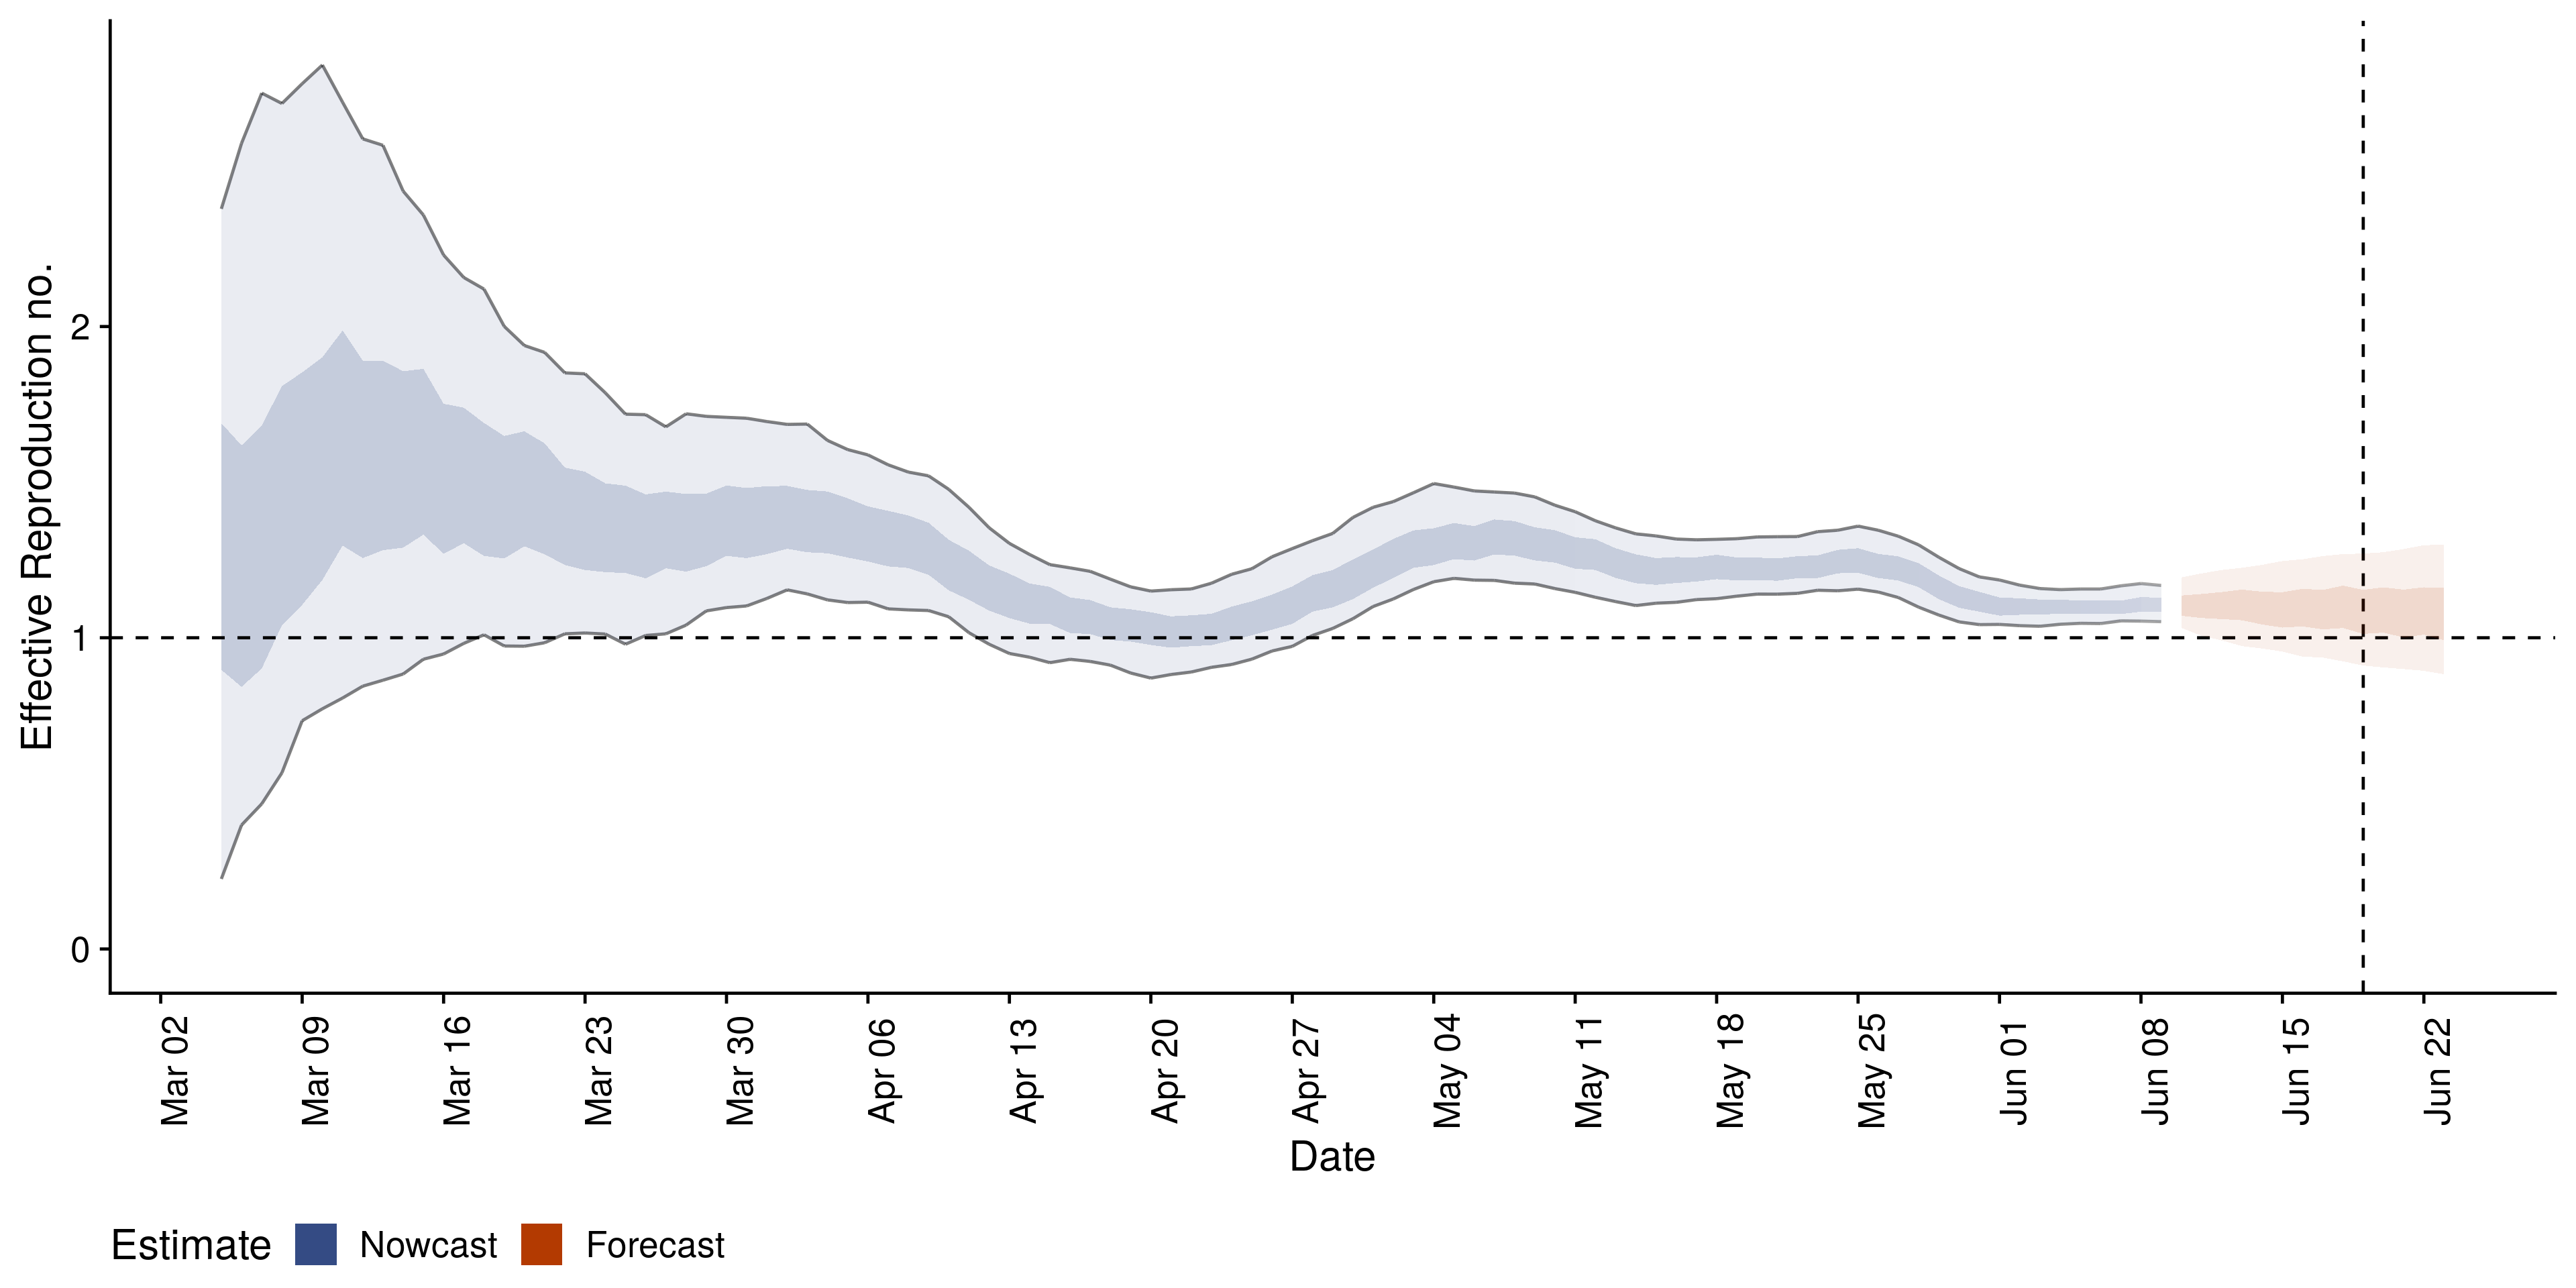 Effective Reproduction no.
2
1
0
Mar 02
Mar 09
Mar 16
Mar 23
Mar 30
Apr 06
Apr 13
Apr 20
Apr 27
May 04
May 11
May 18
May 25
Jun 01
Jun 08
Jun 15
Jun 22
Date
Estimate Nowcast Forecast